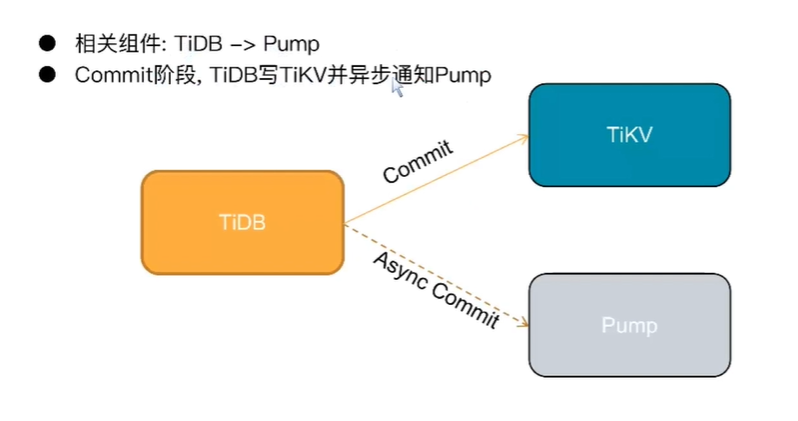 相关组件: TiDB -> Pump
Commit阶段, TiDB写TiKV并异步通知Pump
TiKV
Commit
TiDB
Async Commit
Pump